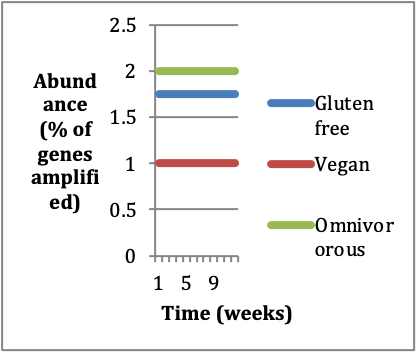 Abund
ance
(% of
genes
amplifi
ed)
2.5
2
1.5
1
0.5
0
1 5 9
Time (weeks)
Gluten
free
Vegan
Omnivor
orous